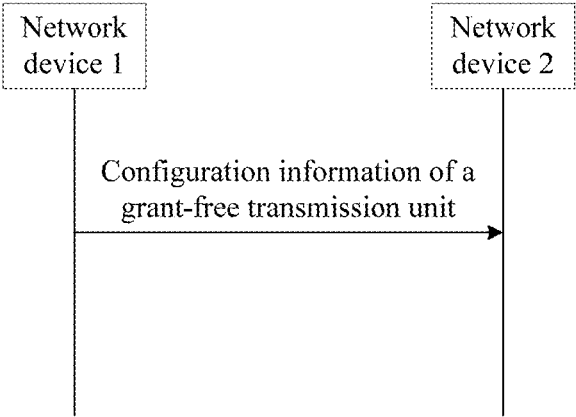 Network
device 1
Network
device 2
Configuration information of a
grant-free transmission unit